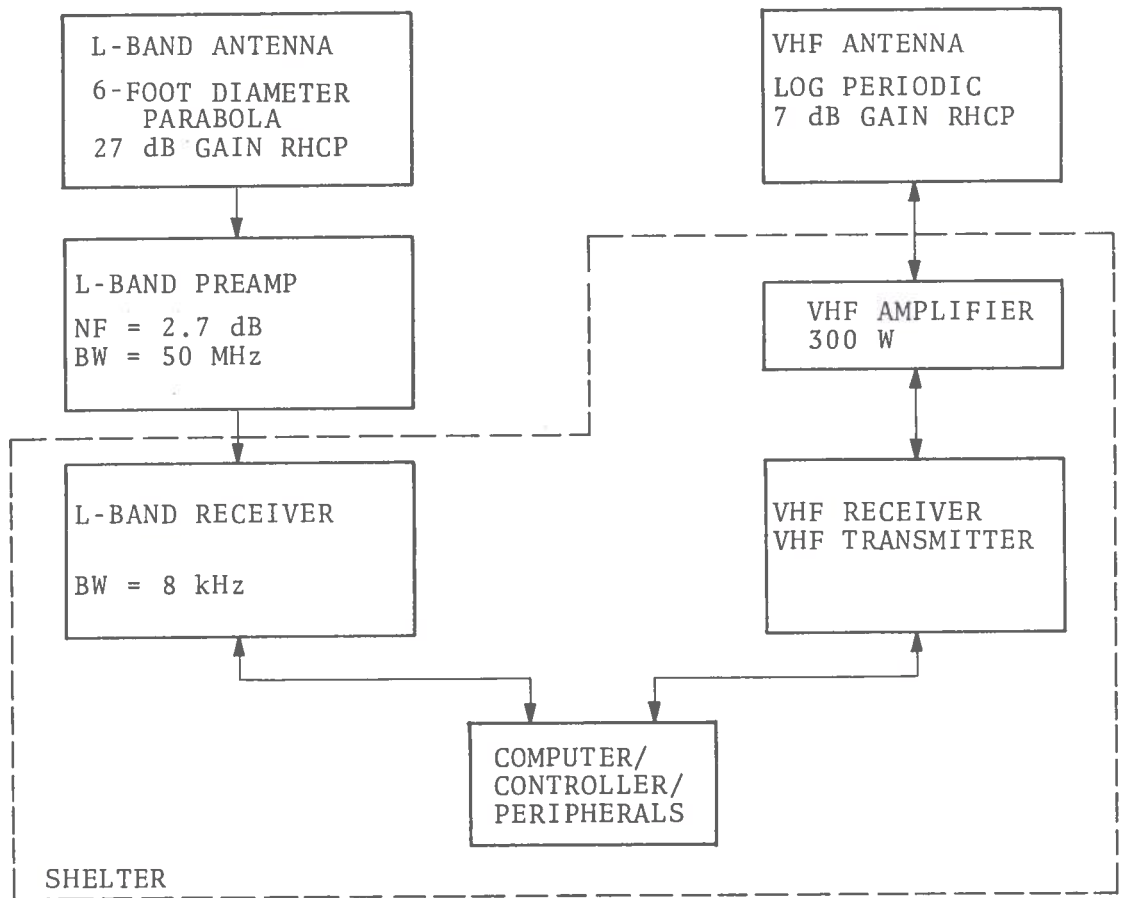 L-BAND ANTENNA
6-FOOT DIAMETER
PARABOLA
27 dB GAIN RHCP
VHF ANTENNA
LOG PERIODIC
7 dB GAIN RHCP
L-BAND PREAMP
NF = 2.7 dB
BW = 50 MHz
VHF AMPLIFIER
300 W
L-BAND RECEIVER
BW = 8 kHz
VHF RECEIVER
VHF TRANSMITTER
COMPUTER/
CONTROLLER/
PERIPHERALS
SHELTER